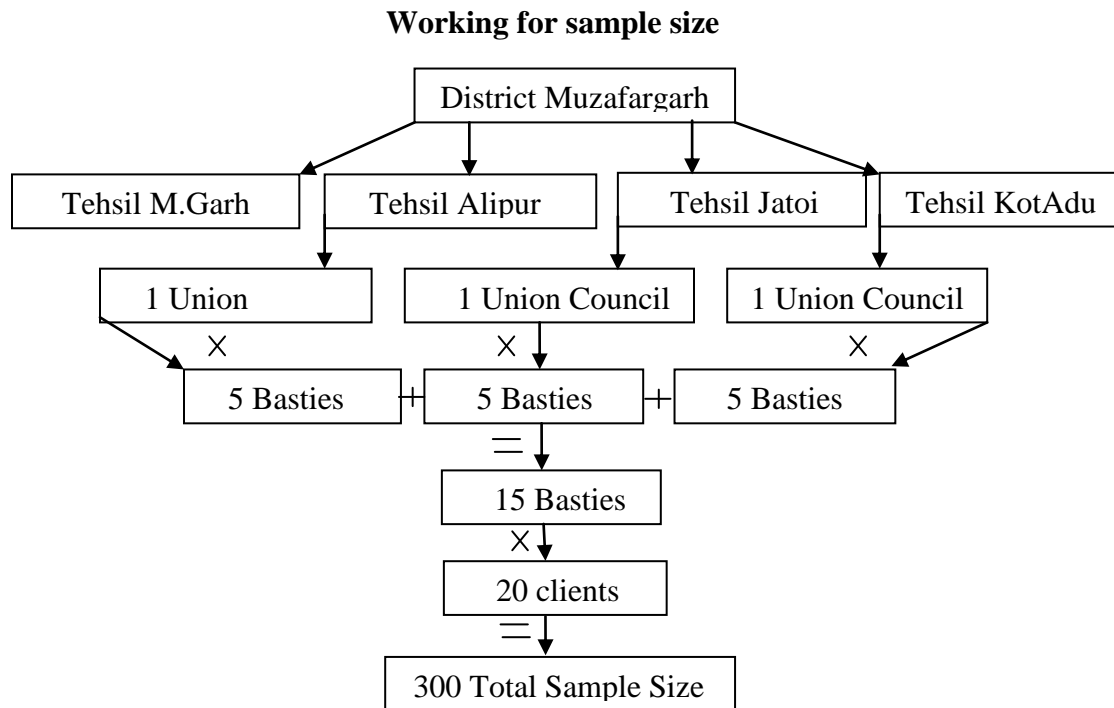 Working for sample size
District Muzafargarh
Tehsil M.Garh
Tehsil Alipur
Tehsil Jatoi
Tehsil KotAdu
1 Union
1 Union Council
1 Union Council
×
×
×
5 Basties
+
5 Basties
+
5 Basties
=
15 Basties
×
20 clients
=
300 Total Sample Size